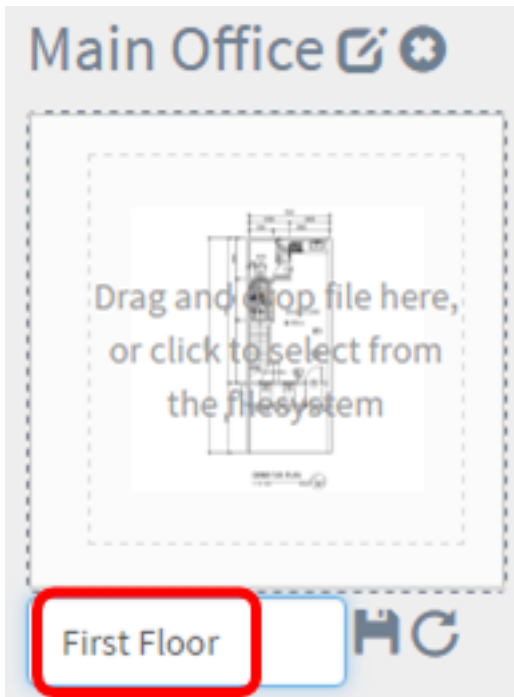 Main Office
Drag and drop file here,
or click to select from
the filesystem
First Floor